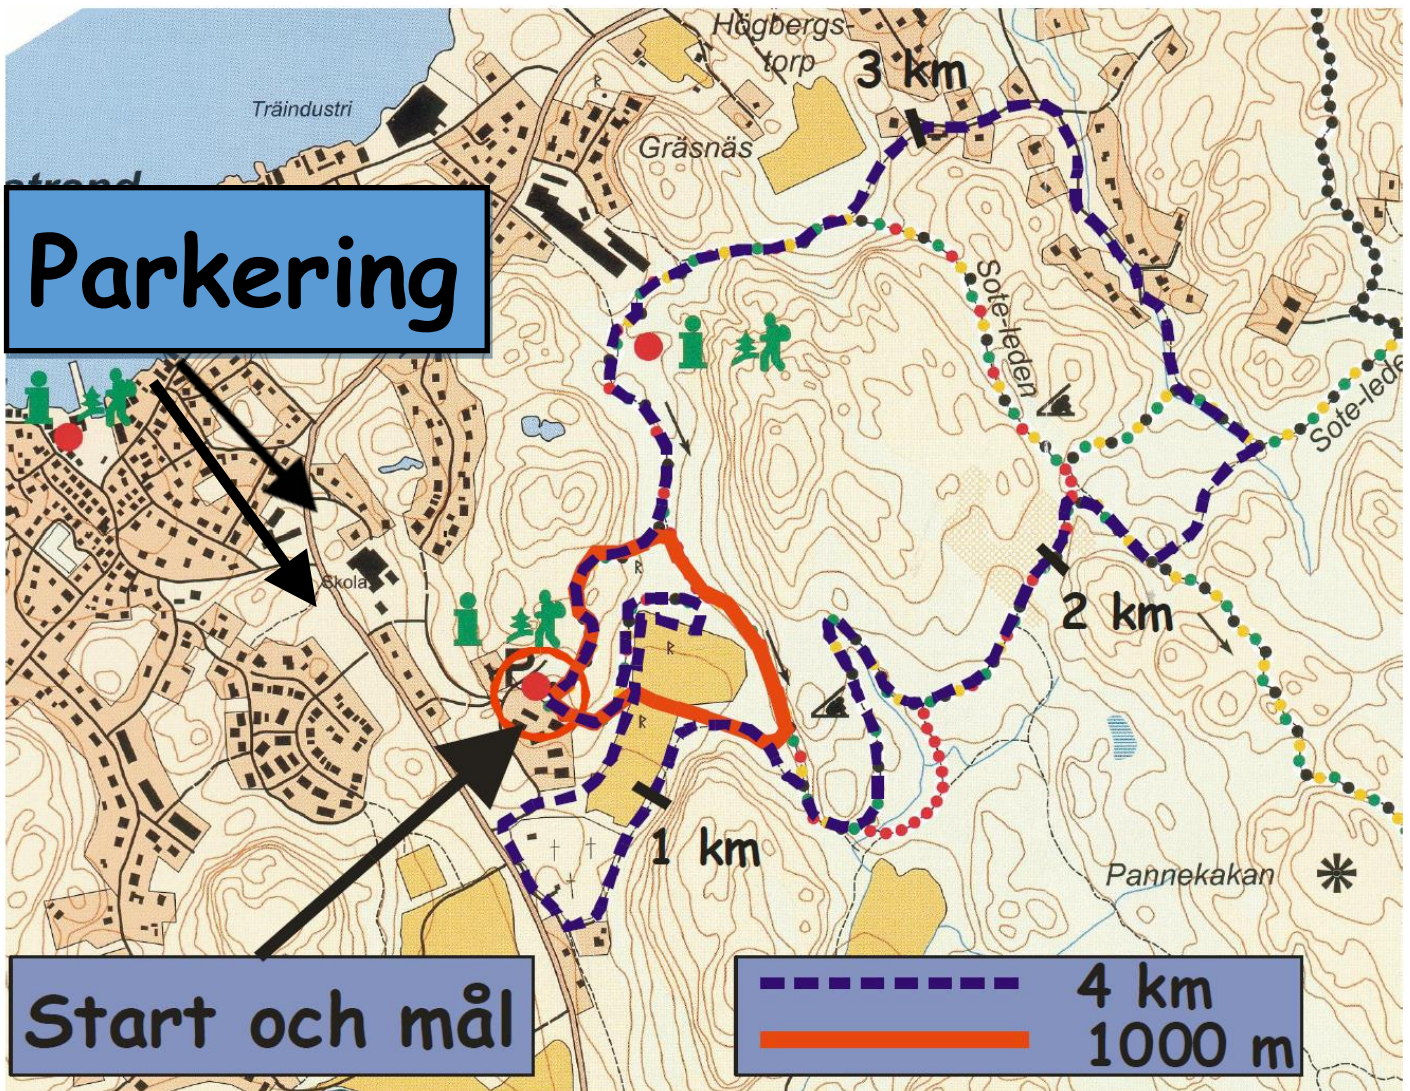 Högbergs-
torp
3 km
Träindustri
Gräsnäs
Parkering
Sote-leden
Sote-lede
R
Skola
R
2 km
R
R
1 km
Pannekakan
Start och mål
4 km
1000 m